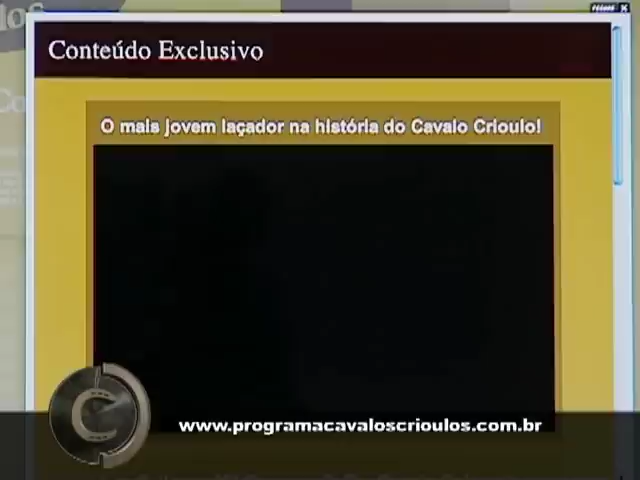 Conteúdo Exclusivo
O mais jovem laçador na história do Cavalo Crioulo!
www.programacavaloscrioulos.com.br